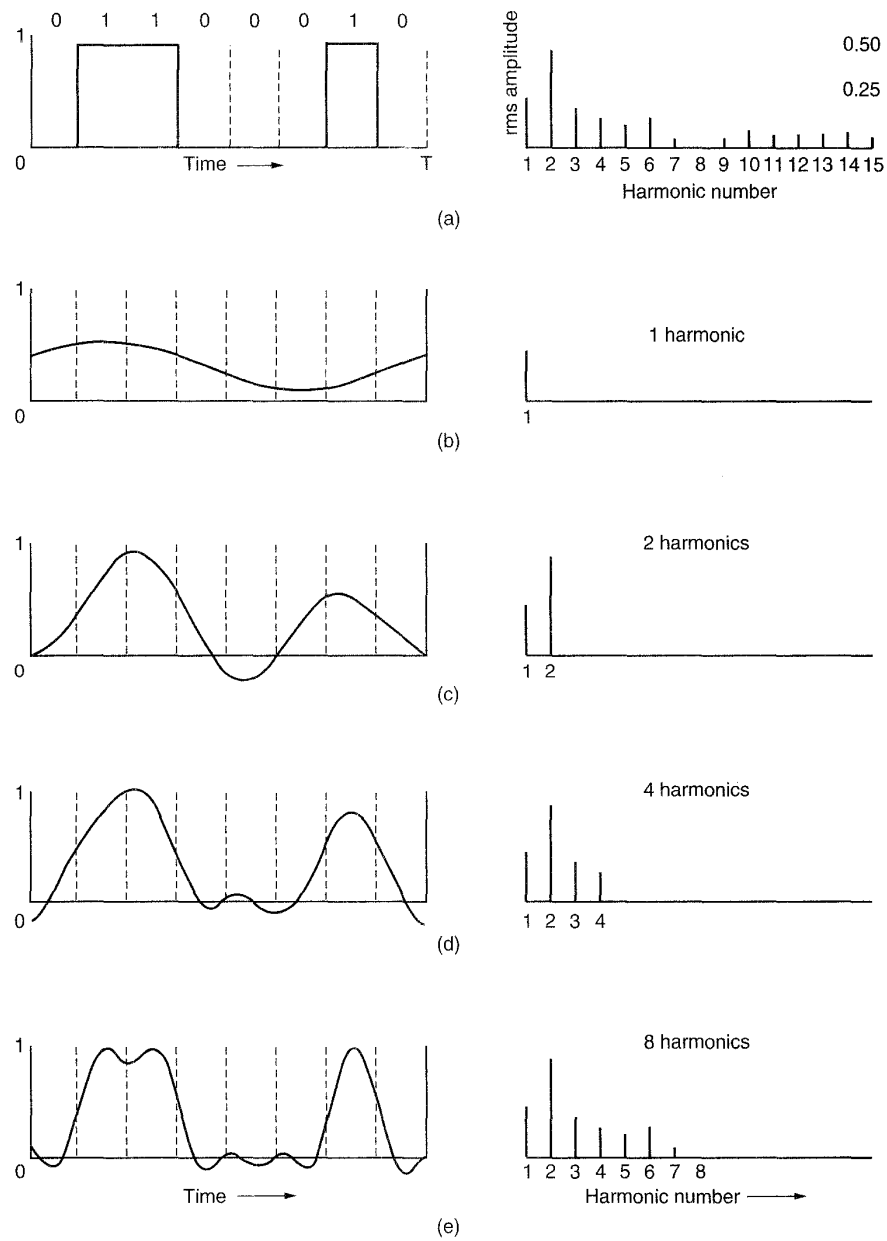 0 1 1 0 0 0 1 0
1
0
Time
T
rms amplitude
0.50
0.25
1 2 3 4 5 6 7 8 9 10 11 12 13 14 15
Harmonic number
(a)
1
0
1 harmonic
1
(b)
1
0
2 harmonics
1 2
(c)
1
0
4 harmonics
1 2 3 4
(d)
1
0
Time
8 harmonics
1 2 3 4 5 6 7 8
Harmonic number
(e)